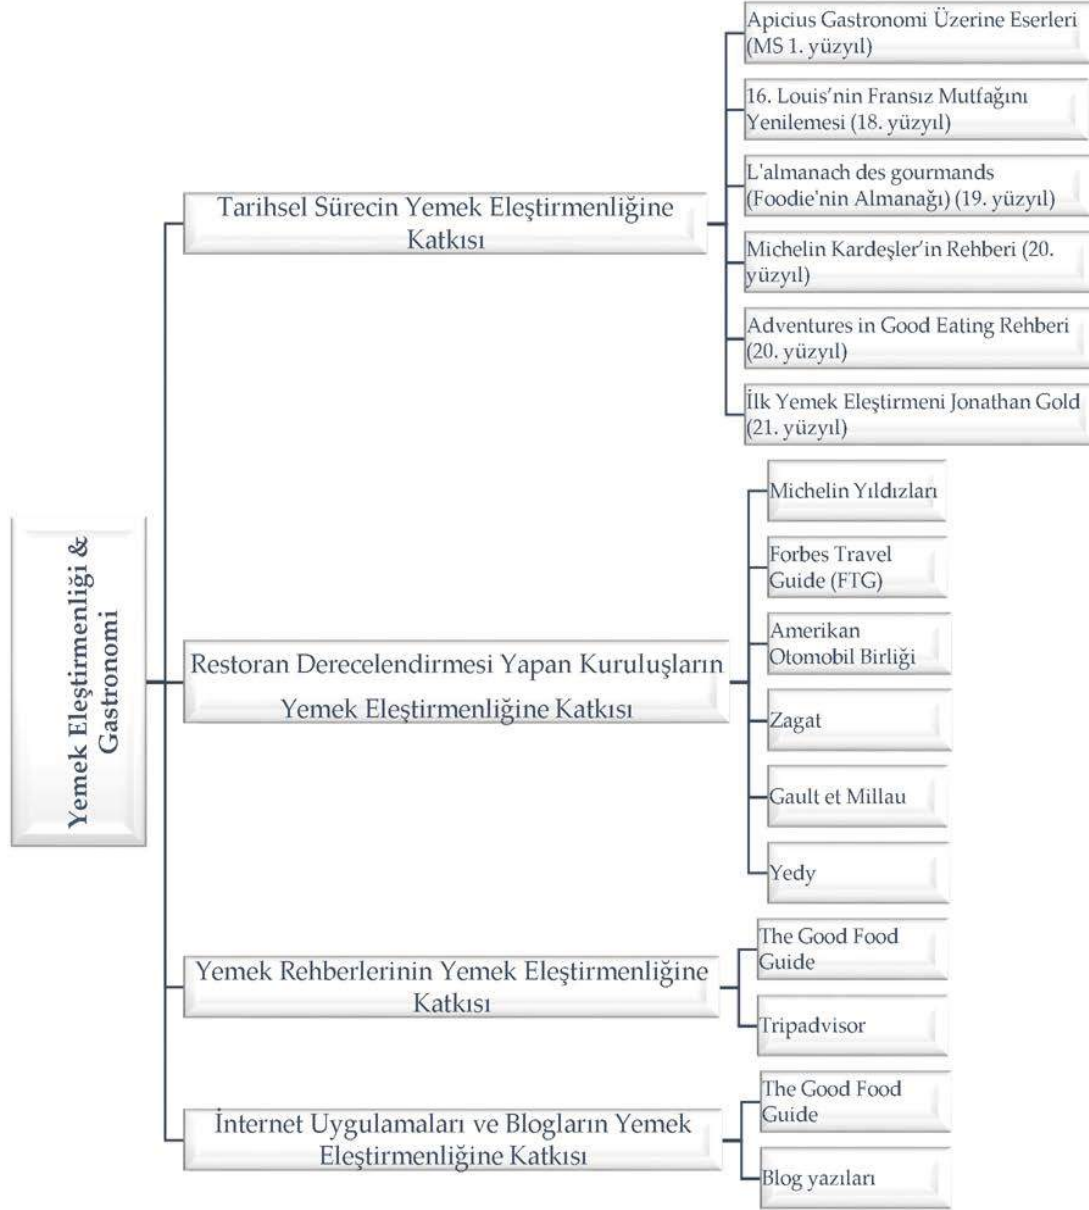 Yemek Eleştirmenliği &
Gastronomi
Tarihsel Sürecin Yemek Eleştirmenliğine
Katkısı
Apicius Gastronomi Üzerine Eserleri
(MS 1. yüzyıl)
16. Louis’nin Fransız Mutfağını
Yenilemesi (18. yüzyıl)
L'almanach des gourmands
(Foodie'nin Almanağı) (19. yüzyıl)
Michelin Kardeşler’in Rehberi (20.
yüzyıl)
Adventures in Good Eating Rehberi
(20. yüzyıl)
İlk Yemek Eleştirmeni Jonathan Gold
(21. yüzyıl)
Restoran Derecelendirmesi Yapan Kuruluşların
Yemek Eleştirmenliğine Katkısı
Michelin Yıldızları
Forbes Travel
Guide (FTG)
Amerikan
Otomobil Birliği
Zagat
Gault et Millau
Yedy
Yemek Rehberlerinin Yemek Eleştirmenliğine
Katkısı
The Good Food
Guide
Tripadvisor
İnternet Uygulamaları ve Blogların Yemek
Eleştirmenliğine Katkısı
The Good Food
Guide
Blog yazıları